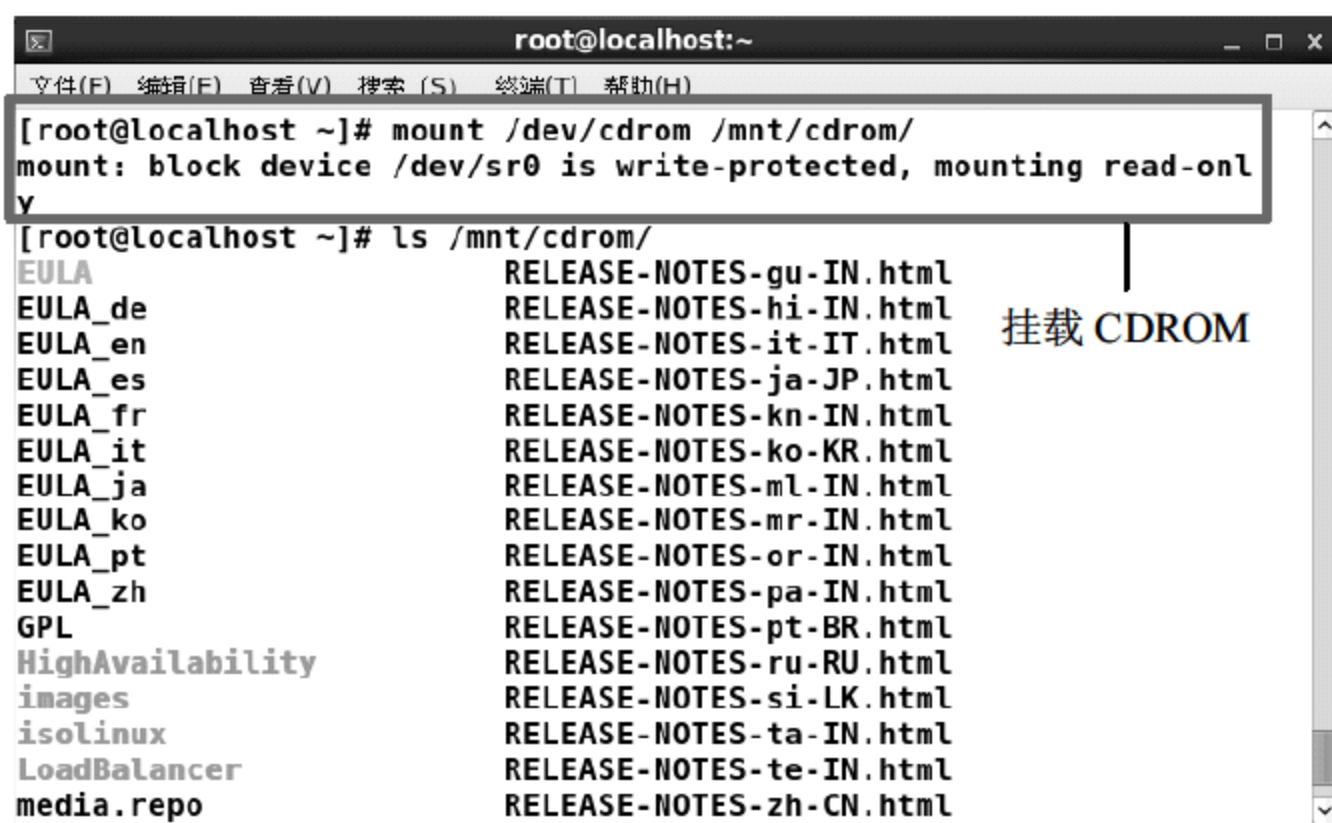 root@localhost:~
文件(F) 编辑(E) 查看(V) 搜索 (S) 终端(T) 帮助(H)
[root@localhost ~]# mount /dev/cdrom /mnt/cdrom/
mount: block device /dev/sr0 is write-protected, mounting read-onl
y
[root@localhost ~]# ls /mnt/cdrom/
EULA RELEASE-NOTES-gu-IN.html
EULA_de RELEASE-NOTES-hi-IN.html
EULA_en RELEASE-NOTES-it-IT.html
EULA_es RELEASE-NOTES-ja-JP.html
EULA_fr RELEASE-NOTES-kn-IN.html
EULA_it RELEASE-NOTES-ko-KR.html
EULA_ja RELEASE-NOTES-ml-IN.html
EULA_ko RELEASE-NOTES-mr-IN.html
EULA_pt RELEASE-NOTES-or-IN.html
EULA_zh RELEASE-NOTES-pa-IN.html
GPL RELEASE-NOTES-pt-BR.html
HighAvailability RELEASE-NOTES-ru-RU.html
images RELEASE-NOTES-si-LK.html
isolinux RELEASE-NOTES-ta-IN.html
LoadBalancer RELEASE-NOTES-te-IN.html
media.repo RELEASE-NOTES-zh-CN.html
挂载 CDROM